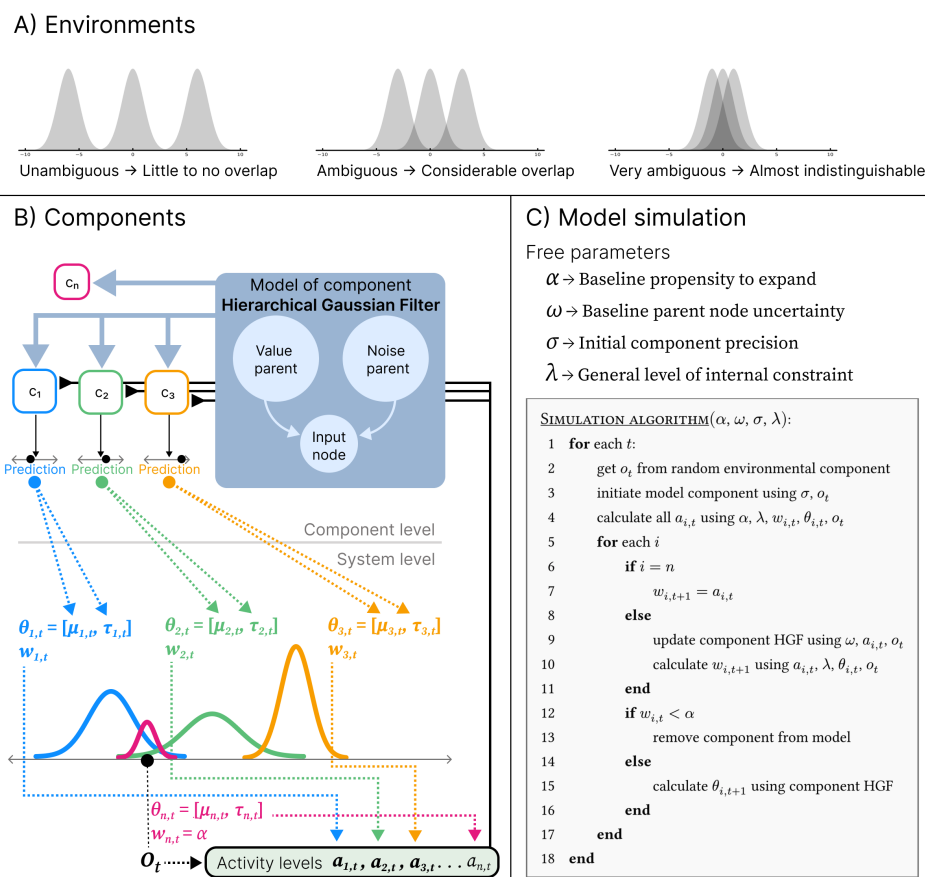 A) Environments
−10 −5 0 5 10
−10 −5 0 5 10
−10 −5 0 5 10
Unambiguous → Little to no overlap
Ambiguous → Considerable overlap
Very ambiguous → Almost indistinguishable
B) Components
cₙ
Model of component
Hierarchical Gaussian Filter
Value
parent
Noise
parent
Input
node
c₁
c₂
c₃
Prediction
Prediction
Prediction
Component level
System level
θ₁,ₜ = [μ₁,ₜ, τ₁,ₜ]
w₁,ₜ
θ₂,ₜ = [μ₂,ₜ, τ₂,ₜ]
w₂,ₜ
θ₃,ₜ = [μ₃,ₜ, τ₃,ₜ]
w₃,ₜ
θₙ,ₜ = [μₙ,ₜ, τₙ,ₜ]
wₙ,ₜ = α
oₜ
Activity levels a₁,ₜ, a₂,ₜ, a₃,ₜ . . . aₙ,ₜ
C) Model simulation
Free parameters
α → Baseline propensity to expand
ω → Baseline parent node uncertainty
σ → Initial component precision
λ → General level of internal constraint
SIMULATION ALGORITHM(α, ω, σ, λ):
1 for each t:
2 get oₜ from random environmental component
3 initiate model component using σ, oₜ
4 calculate all aᵢ,ₜ using α, λ, wᵢ,ₜ, θᵢ,ₜ, oₜ
5 for each i
6 if i = n
7 wᵢ,ₜ₊₁ = aᵢ,ₜ
8 else
9 update component HGF using ω, aᵢ,ₜ, oₜ
10 calculate wᵢ,ₜ₊₁ using aᵢ,ₜ, λ, θᵢ,ₜ, oₜ
11 end
12 if wᵢ,ₜ < α
13 remove component from model
14 else
15 calculate θᵢ,ₜ₊₁ using component HGF
16 end
17 end
18 end